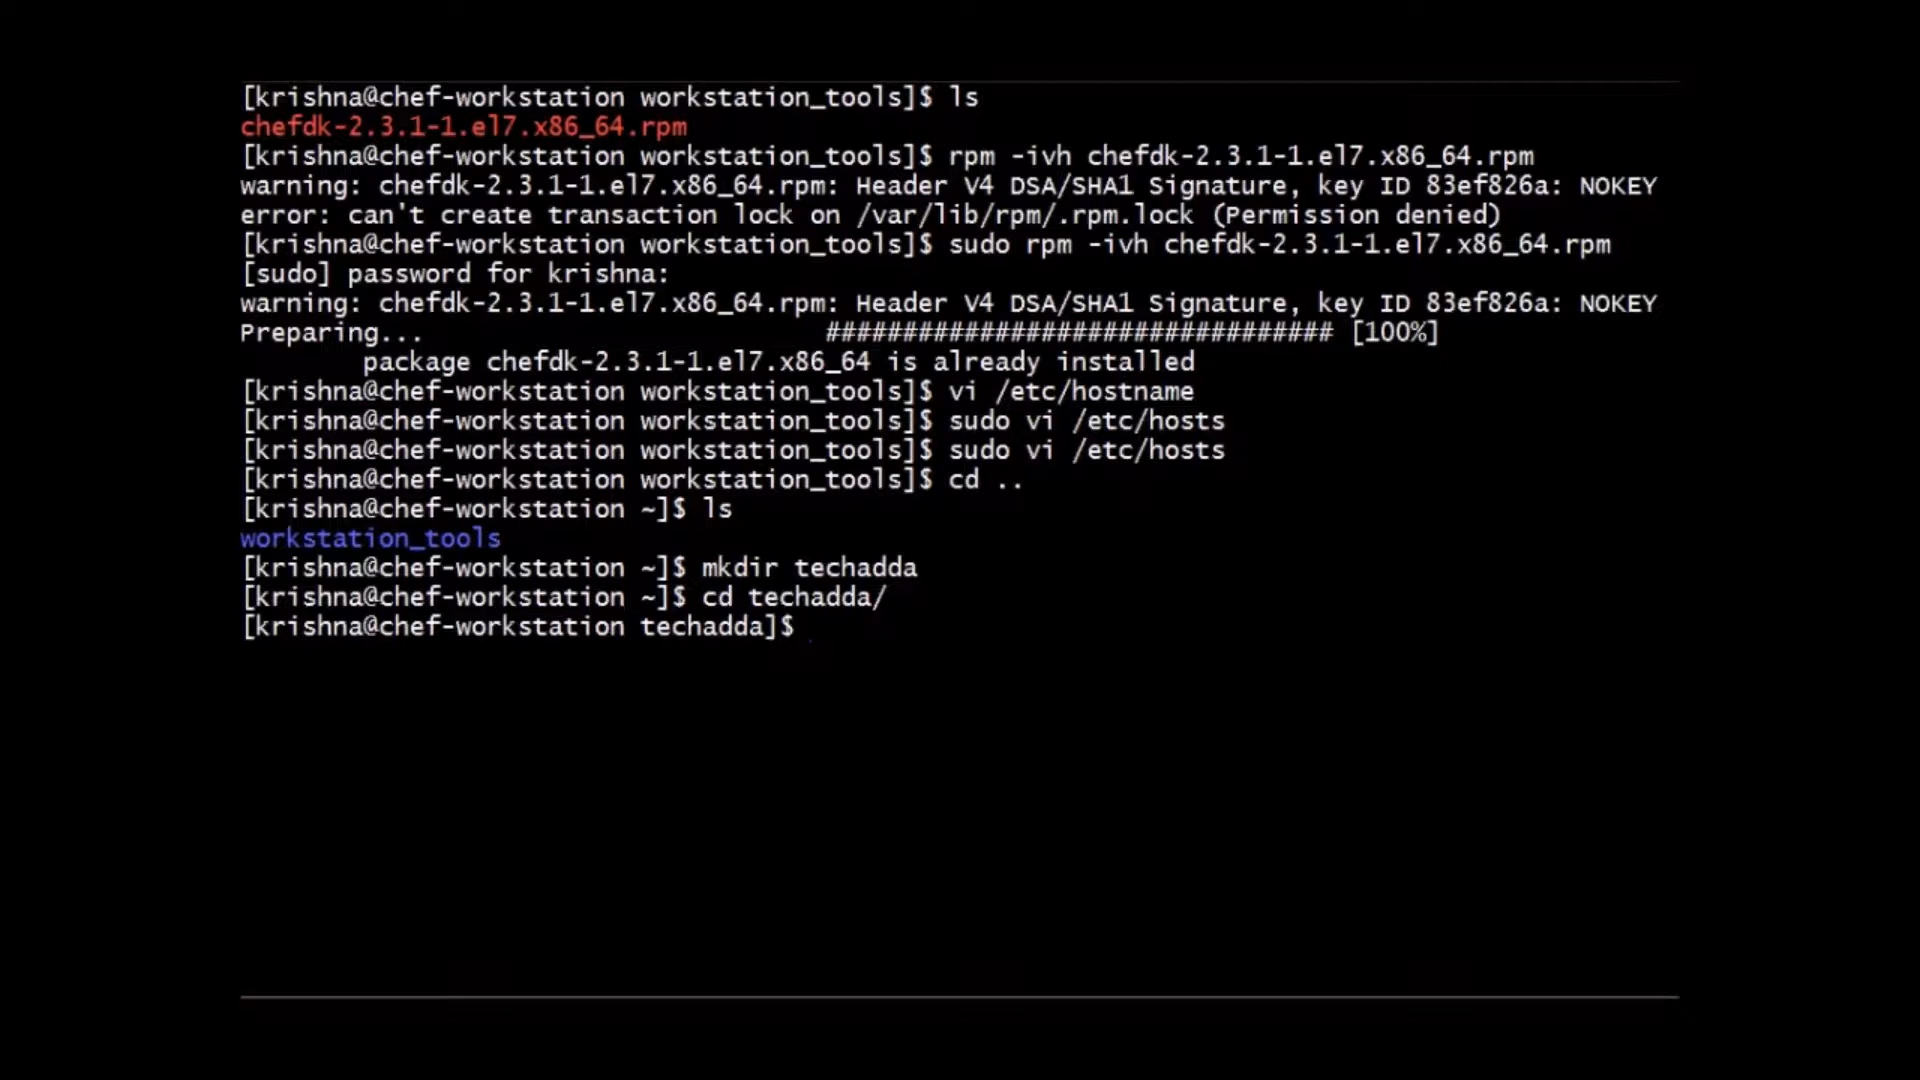 [krishna@chef-workstation workstation_tools]$ ls
chefdk-2.3.1-1.el7.x86_64.rpm
[krishna@chef-workstation workstation_tools]$ rpm -ivh chefdk-2.3.1-1.el7.x86_64.rpm
warning: chefdk-2.3.1-1.el7.x86_64.rpm: Header V4 DSA/SHA1 Signature, key ID 83ef826a: NOKEY
error: can't create transaction lock on /var/lib/rpm/.rpm.lock (Permission denied)
[krishna@chef-workstation workstation_tools]$ sudo rpm -ivh chefdk-2.3.1-1.el7.x86_64.rpm
[sudo] password for krishna:
warning: chefdk-2.3.1-1.el7.x86_64.rpm: Header V4 DSA/SHA1 Signature, key ID 83ef826a: NOKEY
Preparing... ################################# [100%]
package chefdk-2.3.1-1.el7.x86_64 is already installed
[krishna@chef-workstation workstation_tools]$ vi /etc/hostname
[krishna@chef-workstation workstation_tools]$ sudo vi /etc/hosts
[krishna@chef-workstation workstation_tools]$ sudo vi /etc/hosts
[krishna@chef-workstation workstation_tools]$ cd ..
[krishna@chef-workstation ~]$ ls
workstation_tools
[krishna@chef-workstation ~]$ mkdir techadda
[krishna@chef-workstation ~]$ cd techadda/
[krishna@chef-workstation techadda]$